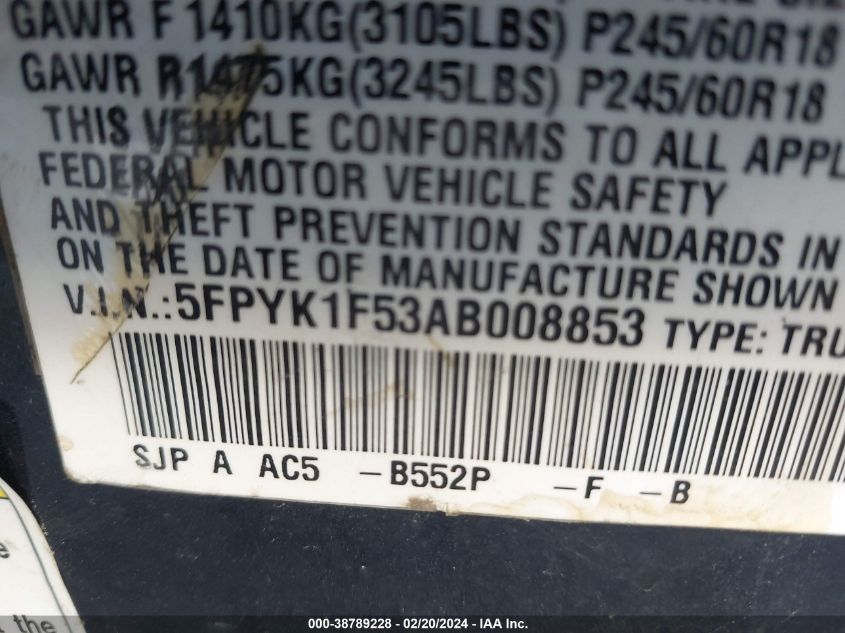 GAWR F 1410KG(3105LBS) P245/60R18
GAWR R1475KG(3245LBS) P245/60R18
THIS VEHICLE CONFORMS TO ALL APPL
FEDERAL MOTOR VEHICLE SAFETY
AND THEFT PREVENTION STANDARDS IN
ON THE DATE OF MANUFACTURE SHOWN
V.I.N.:5FPYK1F53AB008853 TYPE: TRU
SJP A AC5 -B552P -F -B
the
000-38789228 - 02/20/2024 - IAA Inc.